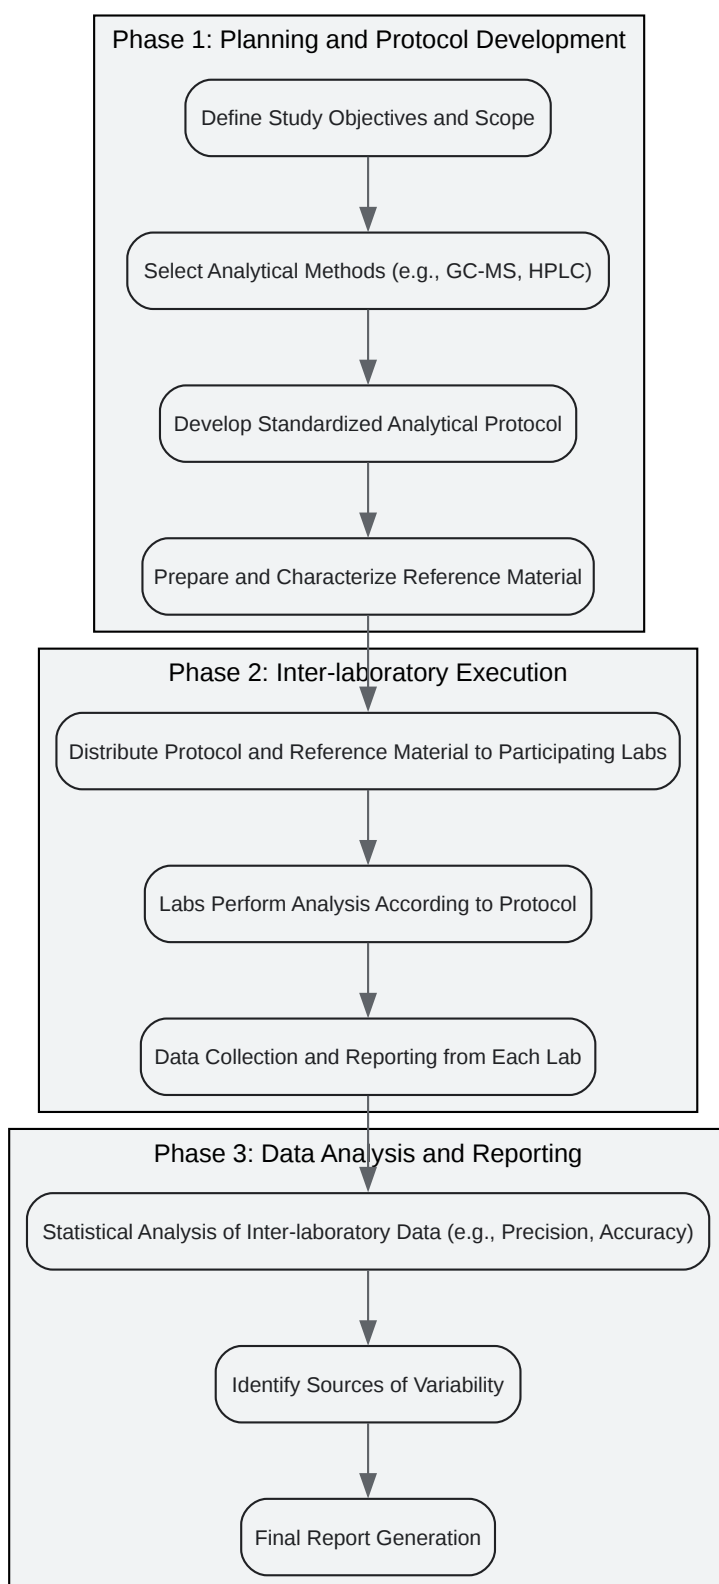 Phase 1: Planning and Protocol Development
Define Study Objectives and Scope
Select Analytical Methods (e.g., GC-MS, HPLC)
Develop Standardized Analytical Protocol
Prepare and Characterize Reference Material
Phase 2: Inter-laboratory Execution
Distribute Protocol and Reference Material to Participating Labs
Labs Perform Analysis According to Protocol
Data Collection and Reporting from Each Lab
Phase 3: Data Analysis and Reporting
Statistical Analysis of Inter-laboratory Data (e.g., Precision, Accuracy)
Identify Sources of Variability
Final Report Generation